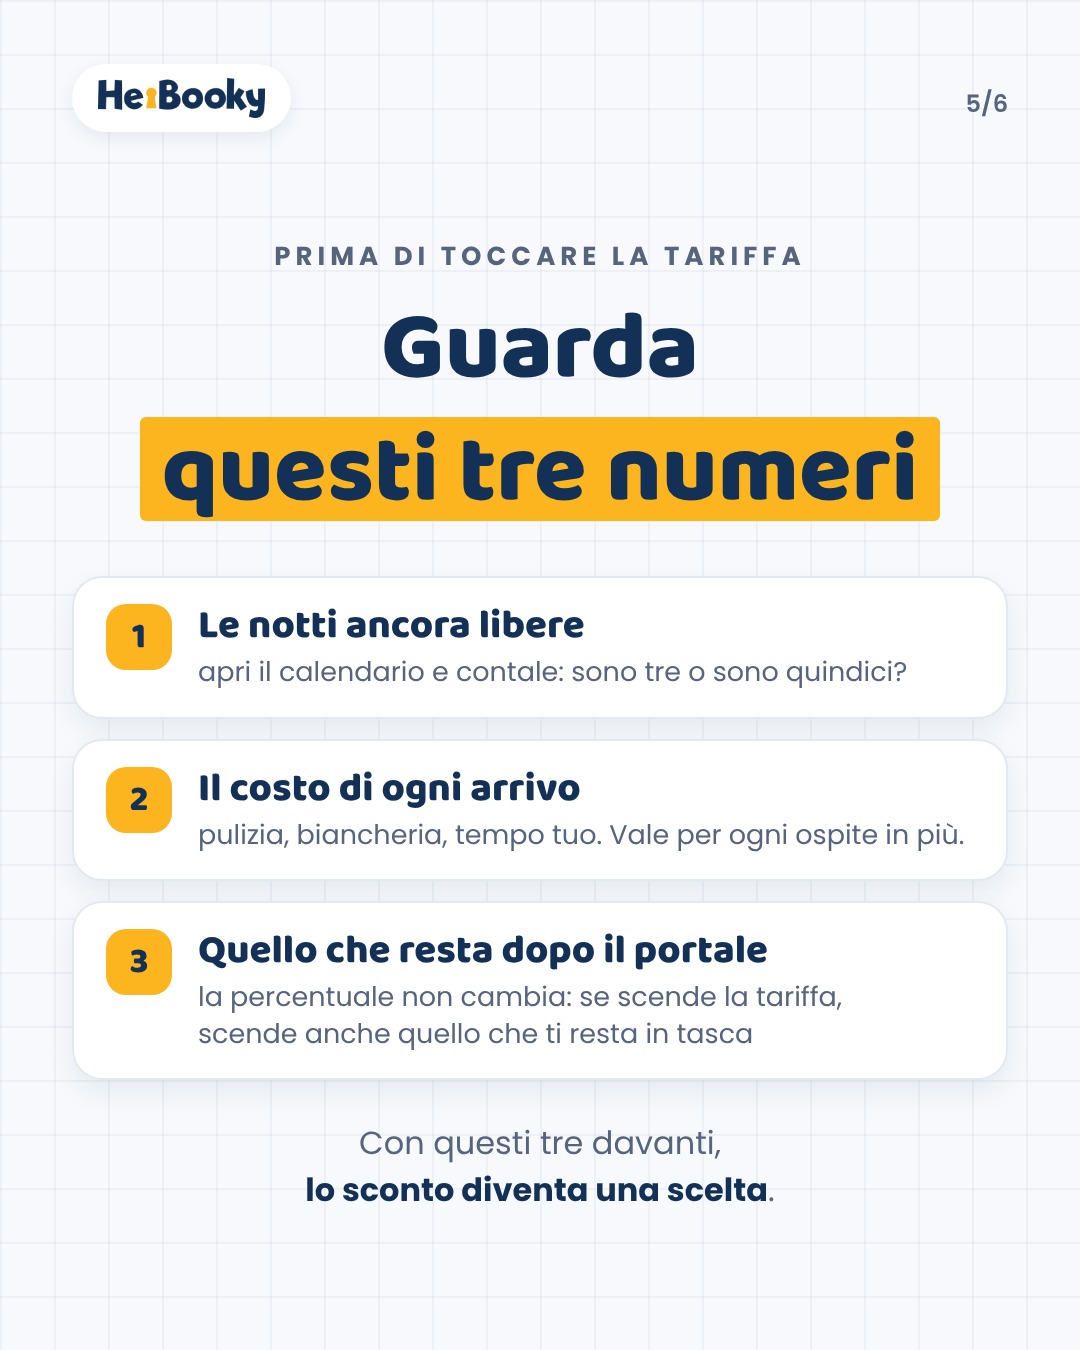 HeiBooky
5/6
PRIMA DI TOCCARE LA TARIFFA
Guarda
questi tre numeri
1
Le notti ancora libere
apri il calendario e contale: sono tre o sono quindici?
2
Il costo di ogni arrivo
pulizia, biancheria, tempo tuo. Vale per ogni ospite in più.
3
Quello che resta dopo il portale
la percentuale non cambia: se scende la tariffa,
scende anche quello che ti resta in tasca
Con questi tre davanti,
lo sconto diventa una scelta.